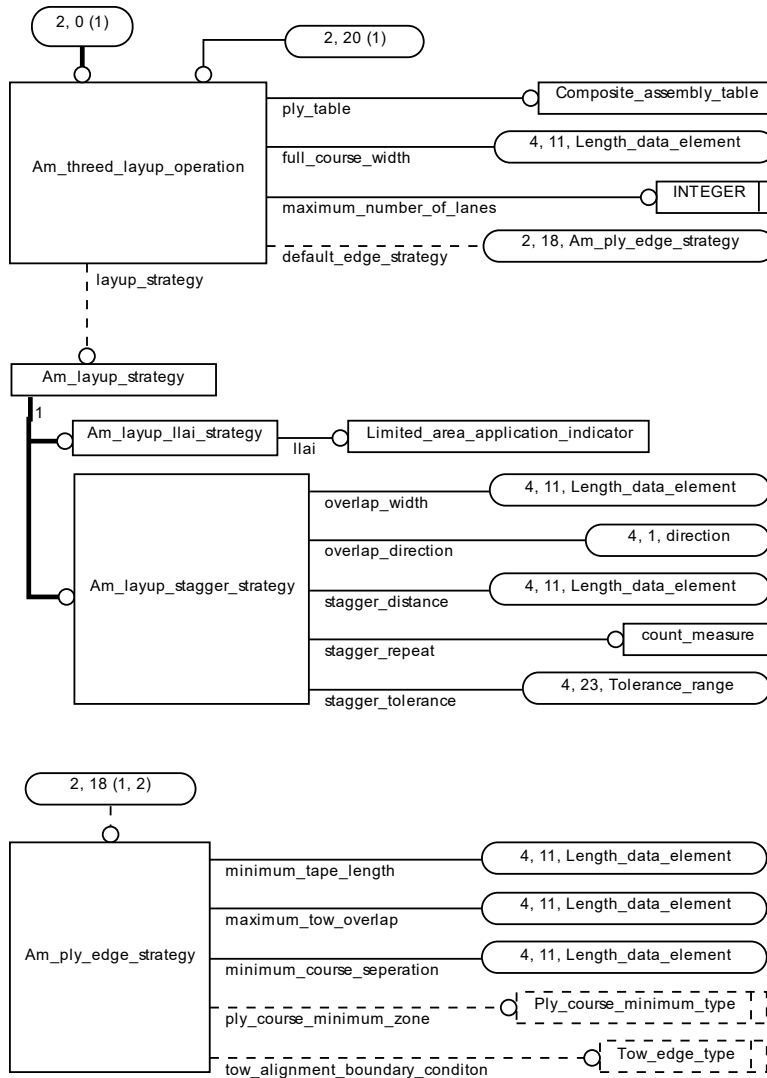 2, 0 (1)
2, 20 (1)
Composite_assembly_table
ply_table
4, 11, Length_data_element
full_course_width
Am_threed_layup_operation
INTEGER
maximum_number_of_lanes
2, 18, Am_ply_edge_strategy
default_edge_strategy
layup_strategy
Am_layup_strategy
1
Am_layup_llai_strategy
llai
Limited_area_application_indicator
4, 11, Length_data_element
overlap_width
4, 1, direction
overlap_direction
Am_layup_stagger_strategy
4, 11, Length_data_element
stagger_distance
count_measure
stagger_repeat
4, 23, Tolerance_range
stagger_tolerance
2, 18 (1, 2)
4, 11, Length_data_element
minimum_tape_length
4, 11, Length_data_element
maximum_tow_overlap
Am_ply_edge_strategy
4, 11, Length_data_element
minimum_course_seperation
Ply_course_minimum_type
ply_course_minimum_zone
Tow_edge_type
tow_alignment_boundary_conditon